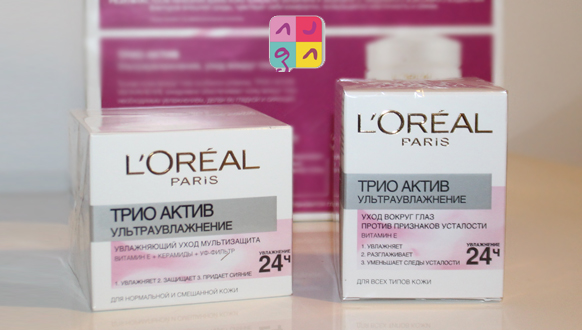 ТРИО АКТИВ
L'ORÉAL
PARIS
ТРИО АКТИВ
УЛЬТРАУВЛАЖНЕНИЕ
УВЛАЖНЯЮЩИЙ УХОД МУЛЬТИЗАЩИТА
ВИТАМИН Е + КЕРАМИДЫ + УФ-ФИЛЬТР
УВЛАЖНЕНИЕ
24Ч
1. УВЛАЖНЯЕТ 2. ЗАЩИЩАЕТ 3. ПРИДАЕТ СИЯНИЕ
ДЛЯ НОРМАЛЬНОЙ И СМЕШАННОЙ КОЖИ
L'ORÉAL
PARIS
ТРИО АКТИВ
УЛЬТРАУВЛАЖНЕНИЕ
УХОД ВОКРУГ ГЛАЗ
ПРОТИВ ПРИЗНАКОВ УСТАЛОСТИ
ВИТАМИН Е
1. УВЛАЖНЯЕТ
2. РАЗГЛАЖИВАЕТ
3. УМЕНЬШАЕТ СЛЕДЫ УСТАЛОСТИ
УВЛАЖНЕНИЕ
24Ч
ДЛЯ ВСЕХ ТИПОВ КОЖИ